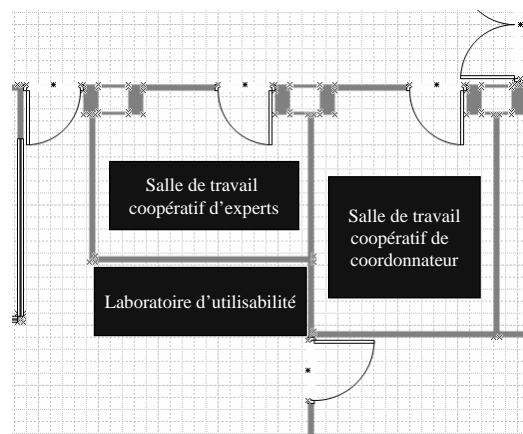 Salle de travail
coopératif d’experts
Salle de travail
coopératif de
coordonnateur
Laboratoire d’utilisabilité